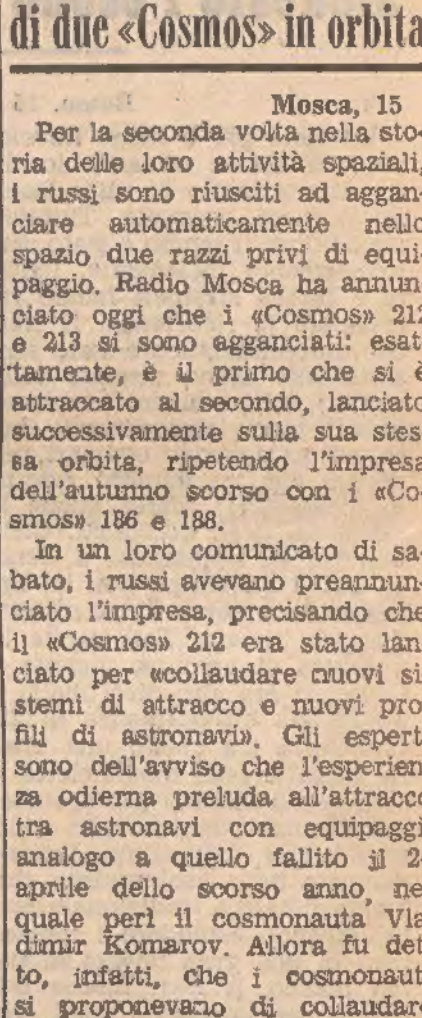 di due «Cosmos» in orbita
Mosca, 15
Per la seconda volta nella sto-
ria delle loro attività spaziali,
i russi sono riusciti ad aggan-
ciare automaticamente nello
spazio due razzi privi di equi-
paggio. Radio Mosca ha annun-
ciato oggi che i «Cosmos» 212
e 213 si sono agganciati: esat
tamente, è il primo che si è
attraccato al secondo, lanciato
successivamente sulla sua stes
sa orbita, ripetendo l'impresa
dell'autunno scorso con i «Co-
smos» 186 e 188.
In un loro comunicato di sa-
bato, i russi avevano preannun-
ciato l'impresa, precisando che
il «Cosmos» 212 era stato lan
ciato per «collaudare nuovi si
stemi di attracco e nuovi pro
fili di astronavi». Gli espert
sono dell'avviso che l'esperien
za odierna preluda all'attracco
tra astronavi con equipaggi
analogo a quello fallito il 2
aprile dello scorso anno, ne
quale perì il cosmonauta Vla
dimir Komarov. Allora fu det
to, infatti, che i cosmonaut
si proponevano di collaudar